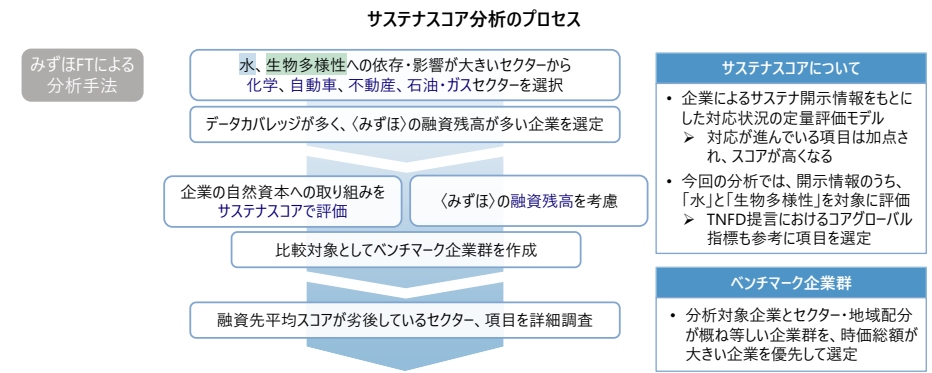 サステナスコア分析のプロセス
みずほFTによる
分析手法
水、生物多様性への依存・影響が大きいセクターから
化学、自動車、不動産、石油・ガスセクターを選択
データカバレッジが多く、〈みずほ〉の融資残高が多い企業を選定
企業の自然資本への取り組みを
サステナスコアで評価
〈みずほ〉の融資残高を考慮
比較対象としてベンチマーク企業群を作成
融資先平均スコアが劣後しているセクター、項目を詳細調査
サステナスコアについて
• 企業によるサステナ開示情報をもとに
した対応状況の定量評価モデル
➢ 対応が進んでいる項目は加点さ
れ、スコアが高くなる
• 今回の分析では、開示情報のうち、
「水」と「生物多様性」を対象に評価
➢ TNFD提言におけるコアグローバル
指標も参考に項目を選定
ベンチマーク企業群
• 分析対象企業とセクター・地域配分
が概ね等しい企業群を、時価総額が
大きい企業を優先して選定